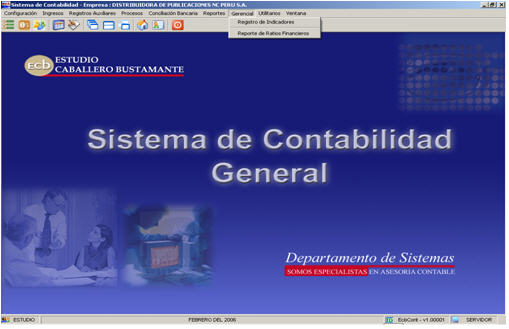 Sistema de Contabilidad - Empresa : DISTRIBUIDORA DE PUBLICACIONES NC PERU S.A.
Configuración Ingresos Registros Auxiliares Procesos Conciliación Bancaria Reportes Gerencial Utilitarios Ventana
Registro de Indicadores
Reporte de Ratios Financieros
ecb ESTUDIO
CABALLERO BUSTAMANTE
Sistema de Contabilidad
General
Departamento de Sistemas
SOMOS ESPECIALISTAS EN ASESORIA CONTABLE
ESTUDIO FEBRERO DEL 2006 EcbCont - v1.00001 SERVIDOR